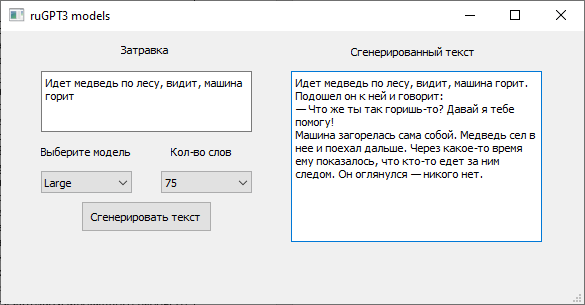 ruGPT3 models
Затравка
Идет медведь по лесу, видит, машина
горит
Выберите модель
Кол-во слов
Large
75
Сгенерировать текст
Сгенерированный текст
Идет медведь по лесу, видит, машина горит.
Подошел он к ней и говорит:
— Что же ты так горишь-то? Давай я тебе
помогу!
Машина загорелась сама собой. Медведь сел в
нее и поехал дальше. Через какое-то время
ему показалось, что кто-то едет за ним
следом. Он оглянулся — никого нет.